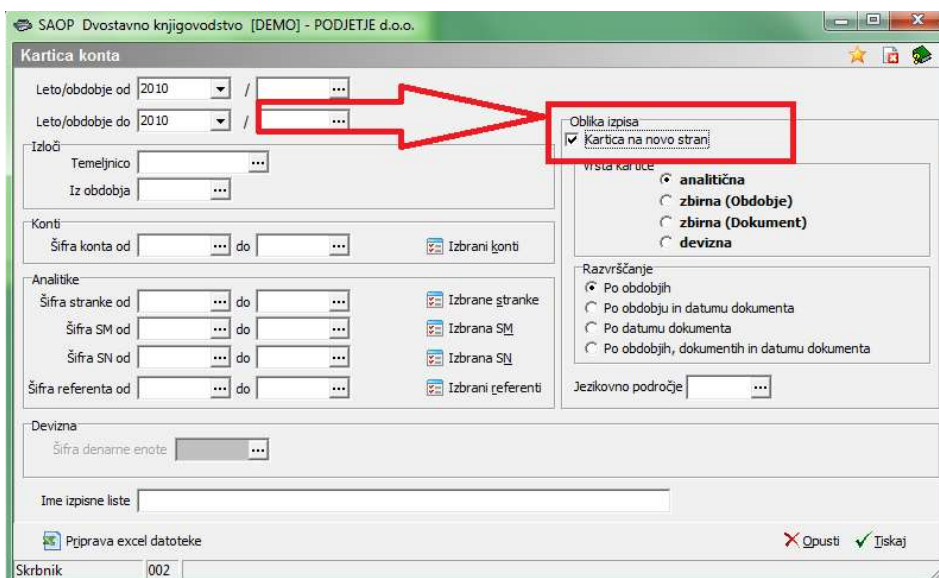 SAOP Dvostavno knjigovodstvo [DEMO] - PODJETJE d.o.o.
Kartica konta
Leto/obdobje od 2010 / ...
Leto/obdobje do 2010 / ...
Izloči
Temeljnico ...
Iz obdobja ...
Konti
Šifra konta od ... do ... Izbrani konti
Analitike
Šifra stranke od ... do ... Izbrane stranke
Šifra SM od ... do ... Izbrana SM
Šifra SN od ... do ... Izbrana SN
Šifra referenta od ... do ... Izbrani referenti
Oblika izpisa
Kartica na novo stran
Vrsta kartice
analitična
zbirna (Obdobje)
zbirna (Dokument)
devizna
Razvrščanje
Po obdobjih
Po obdobju in datumu dokumenta
Po datumu dokumenta
Po obdobjih, dokumentih in datumu dokumenta
Jezikovno področje ...
Devizna
Šifra denarne enote ...
Ime izpisne liste
Priprava excel datoteke Opusti Tiskaj
Skrbnik 002